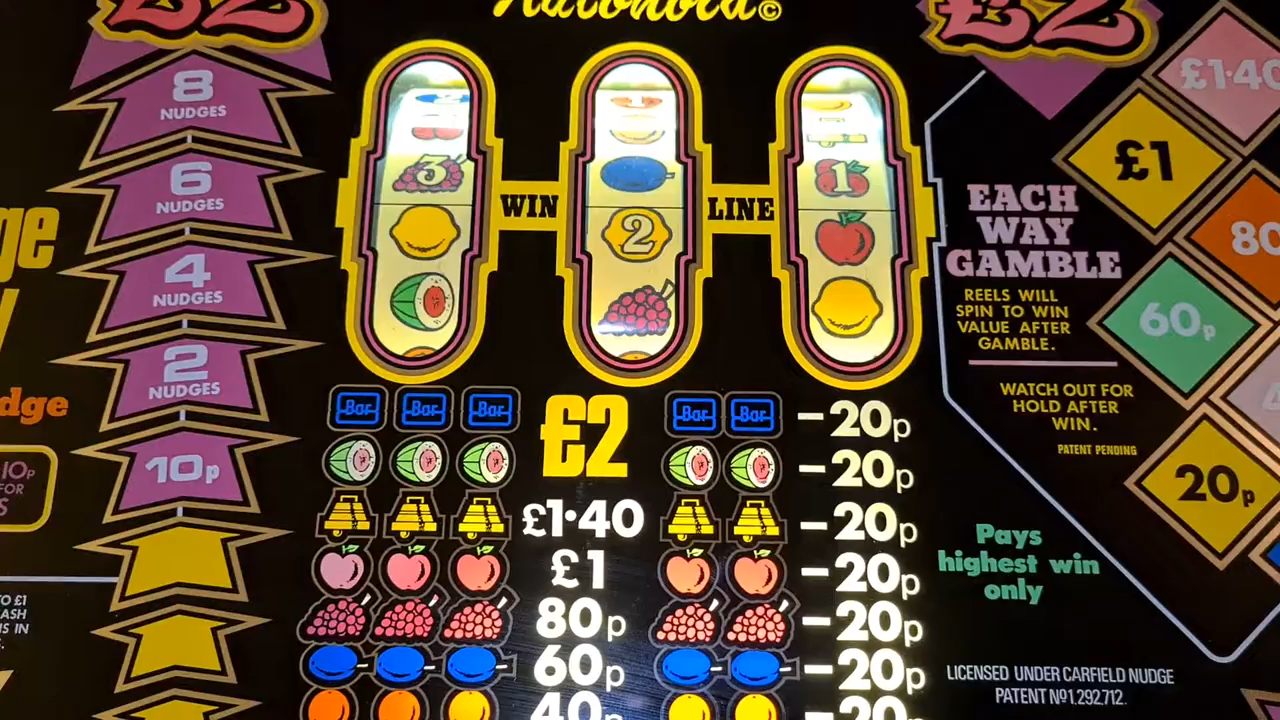 Autohold©
£2
£2
8
NUDGES
6
NUDGES
4
NUDGES
2
NUDGES
10p
3
2
1
WIN
LINE
£1·40
£1
80
60p
20p
EACH
WAY
GAMBLE
REELS WILL
SPIN TO WIN
VALUE AFTER
GAMBLE.
WATCH OUT FOR
HOLD AFTER
WIN.
PATENT PENDING
Bar Bar Bar £2 Bar Bar -20p
-20p
£1·40 -20p
£1 -20p
80p -20p
60p -20p
40p -20p
Pays
highest win
only
LICENSED UNDER CARFIELD NUDGE
PATENT Nº1,292,712.